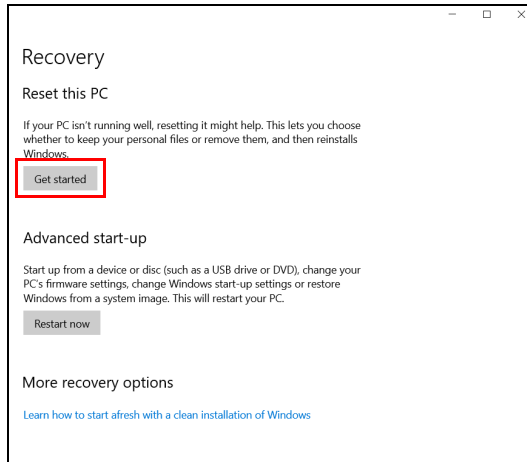 Recovery
Reset this PC
If your PC isn't running well, resetting it might help. This lets you choose
whether to keep your personal files or remove them, and then reinstalls
Windows.
Get started
Advanced start-up
Start up from a device or disc (such as a USB drive or DVD), change your
PC's firmware settings, change Windows start-up settings or restore
Windows from a system image. This will restart your PC.
Restart now
More recovery options
Learn how to start afresh with a clean installation of Windows